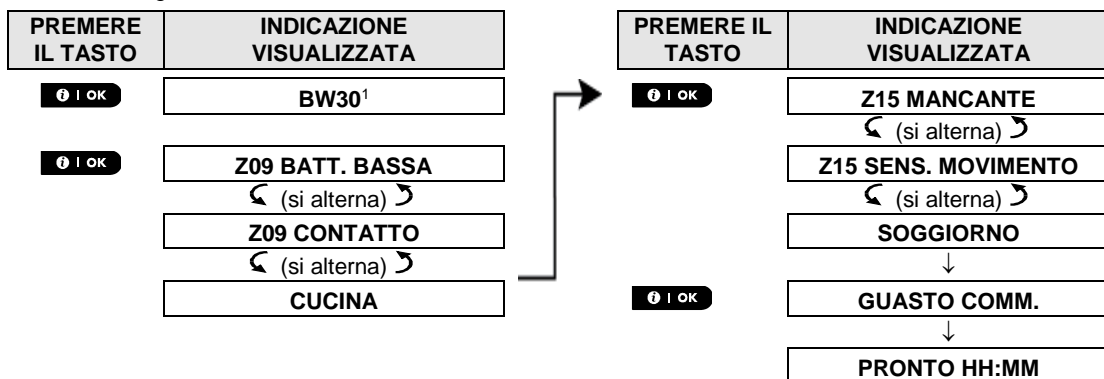 PREMERE IL TASTO
INDICAZIONE VISUALIZZATA
i | OK
BW30¹
i | OK
Z09 BATT. BASSA
(si alterna)
Z09 CONTATTO
(si alterna)
CUCINA
PREMERE IL TASTO
INDICAZIONE VISUALIZZATA
i | OK
Z15 MANCANTE
(si alterna)
Z15 SENS. MOVIMENTO
(si alterna)
SOGGIORNO
↓
i | OK
GUASTO COMM.
↓
PRONTO HH:MM